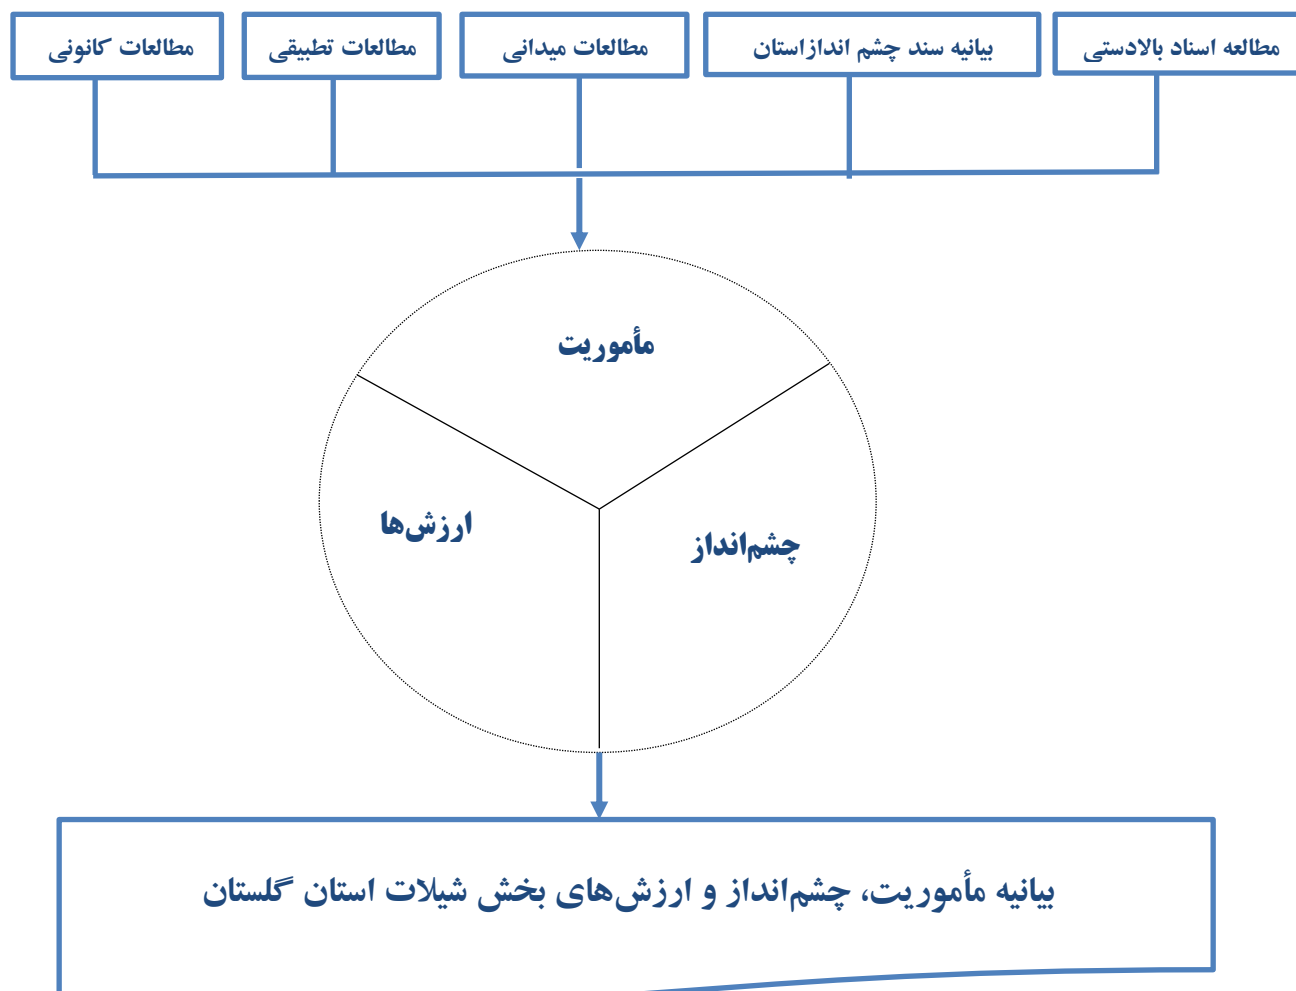 مطالعه اسناد بالادستی
بیانیه سند چشم اندازاستان
مطالعات میدانی
مطالعات تطبیقی
مطالعات کانونی
مأموریت
چشم‌انداز
ارزش‌ها
بیانیه مأموریت، چشم‌انداز و ارزش‌های بخش شیلات استان گلستان